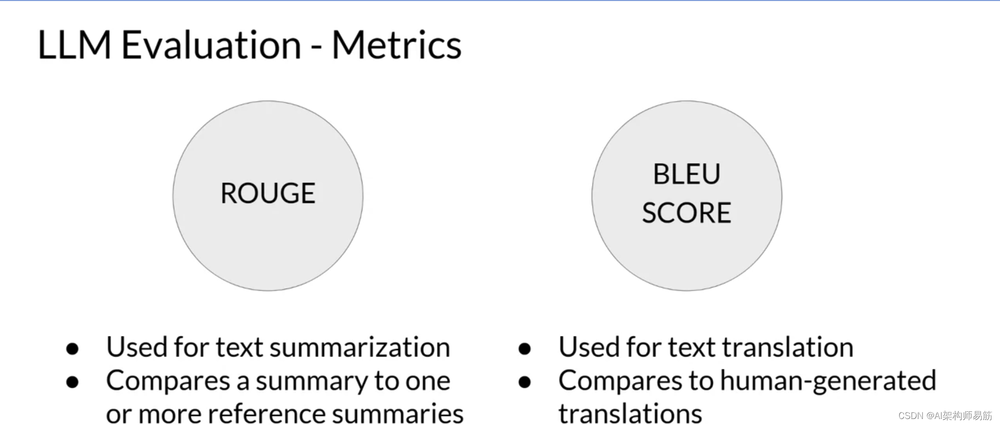 LLM Evaluation - Metrics
ROUGE
BLEU
SCORE
● Used for text summarization
● Compares a summary to one
or more reference summaries
● Used for text translation
● Compares to human-generated
translations
CSDN @AI架构师易筋